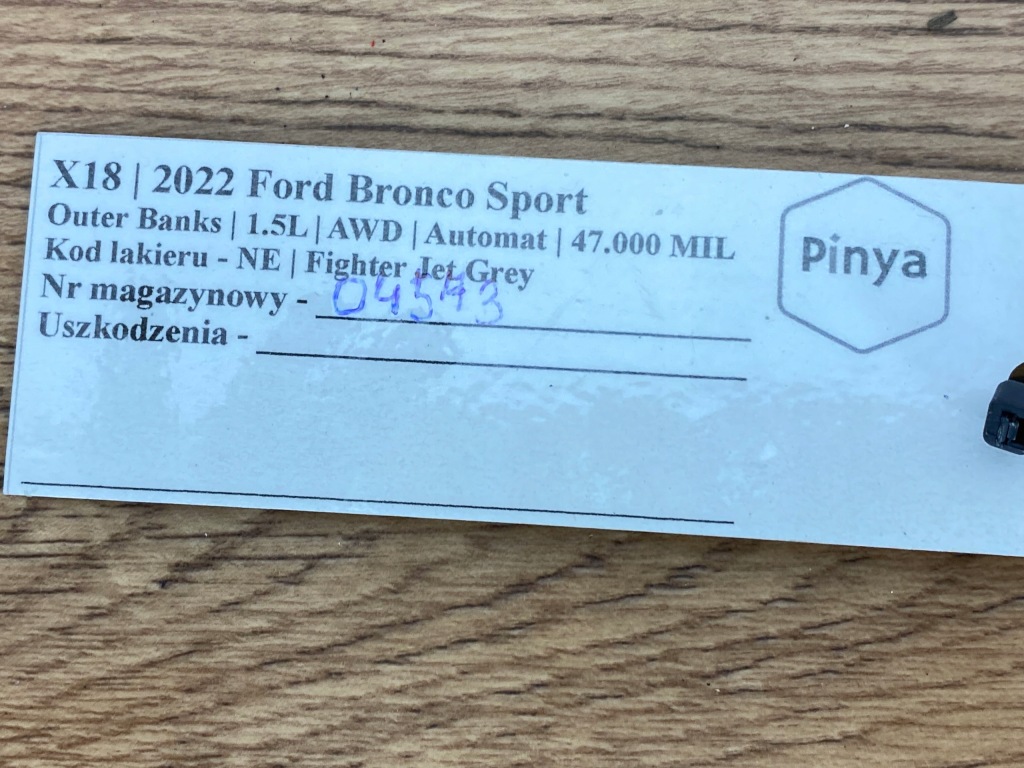 X18 | 2022 Ford Bronco Sport
Outer Banks | 1.5L | AWD | Automat | 47.000 MIL
Kod lakieru - NE | Fighter Jet Grey
Nr magazynowy - 04543
Uszkodzenia -
Pinya